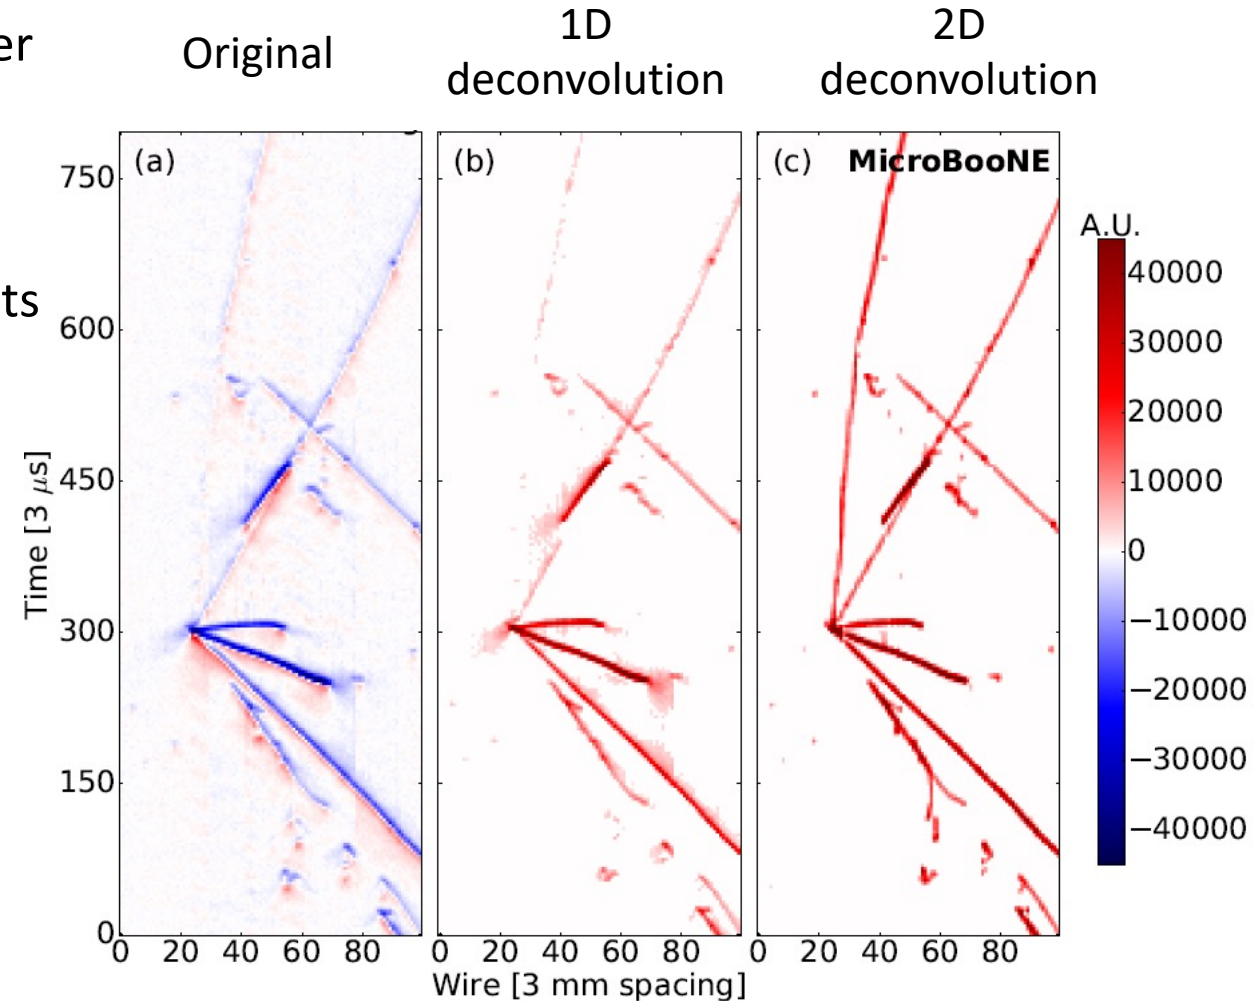 er
Original
1D
deconvolution
2D
deconvolution
ts
(a)
(b)
(c)
MicroBooNE
A.U.
750
600
450
300
150
0
Time [3 μs]
0 20 40 60 80
0 20 40 60 80
0 20 40 60 80
Wire [3 mm spacing]
40000
30000
20000
10000
0
−10000
−20000
−30000
−40000